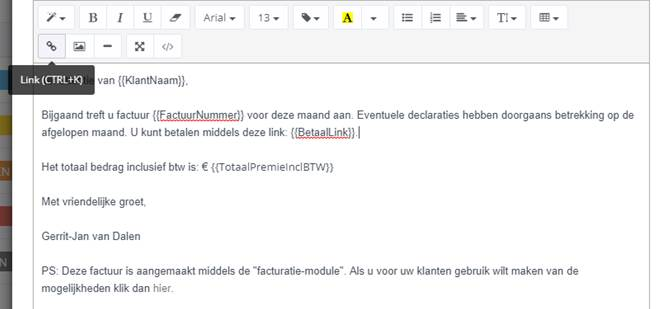 B I U Arial 13 A T!
Link (CTRL+K)
van {{KlantNaam}},
Bijgaand treft u factuur {{FactuurNummer}} voor deze maand aan. Eventuele declaraties hebben doorgaans betrekking op de
afgelopen maand. U kunt betalen middels deze link: {{BetaalLink}}.
Het totaal bedrag inclusief btw is: € {{TotaalPremieInclBTW}}
Met vriendelijke groet,
Gerrit-Jan van Dalen
PS: Deze factuur is aangemaakt middels de "facturatie-module". Als u voor uw klanten gebruik wilt maken van de
mogelijkheden klik dan hier.